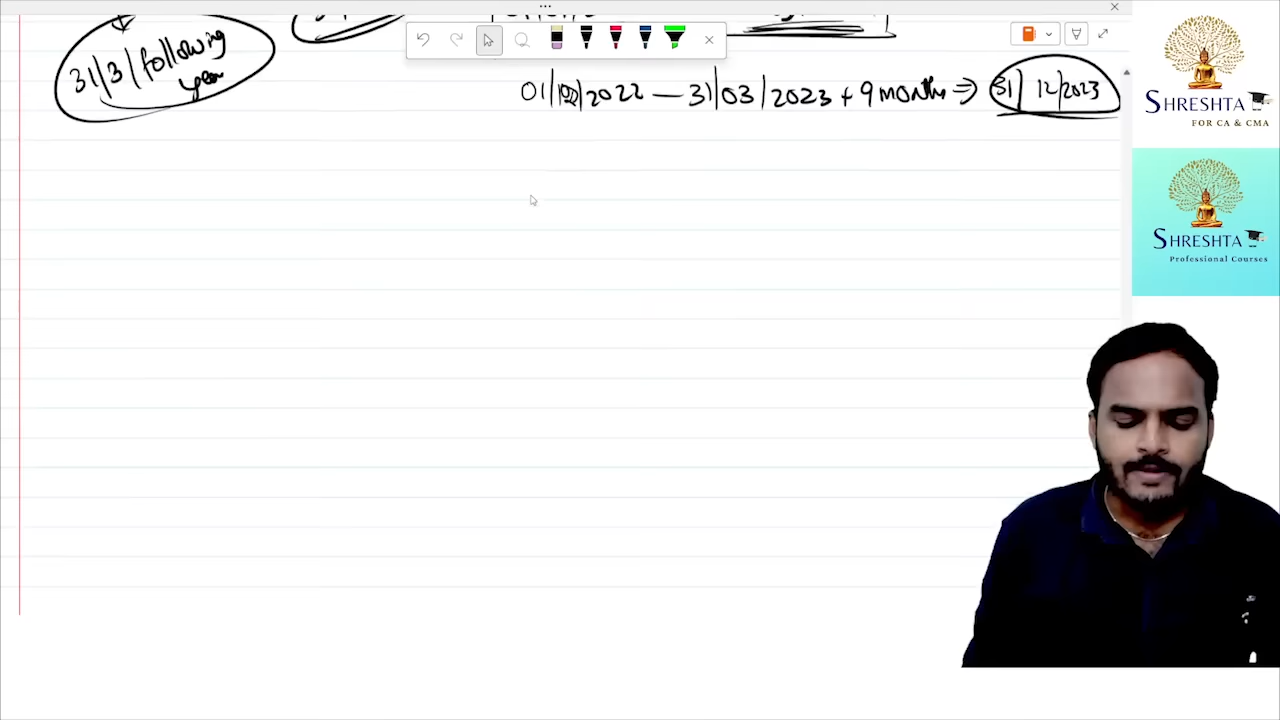 31/3/following
year
01/ /2022 — 31/03/2023 + 9 months ⇒ 31/12/2023
SHRESHTA
FOR CA & CMA
SHRESHTA
Professional Courses